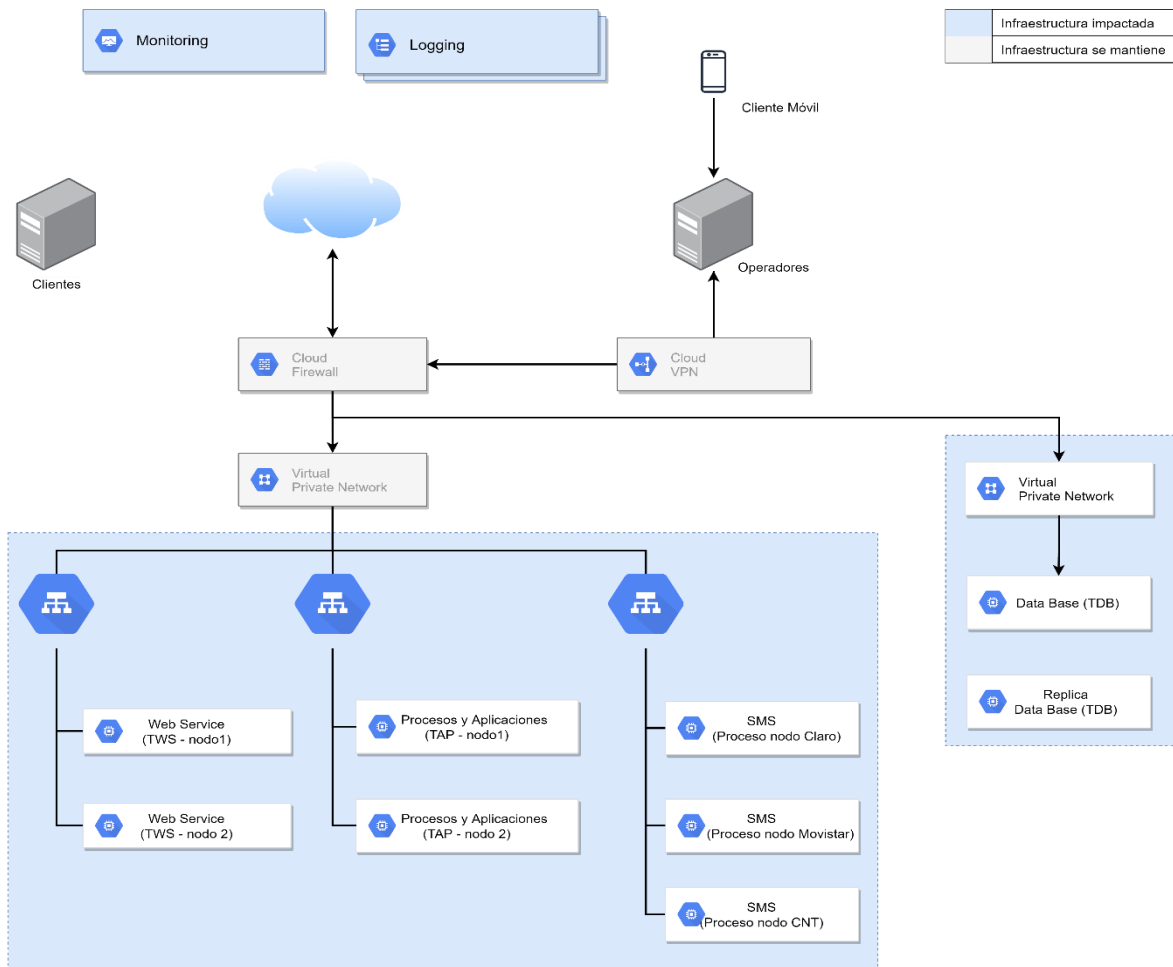 Monitoring
Logging
Infraestructura impactada
Infraestructura se mantiene
Cliente Móvil
Clientes
Operadores
Cloud
Firewall
Cloud
VPN
Virtual
Private Network
Virtual
Private Network
Data Base (TDB)
Replica
Data Base (TDB)
Web Service
(TWS - nodo1)
Procesos y Aplicaciones
(TAP - nodo1)
SMS
(Proceso nodo Claro)
Web Service
(TWS - nodo 2)
Procesos y Aplicaciones
(TAP - nodo 2)
SMS
(Proceso nodo Movistar)
SMS
(Proceso nodo CNT)